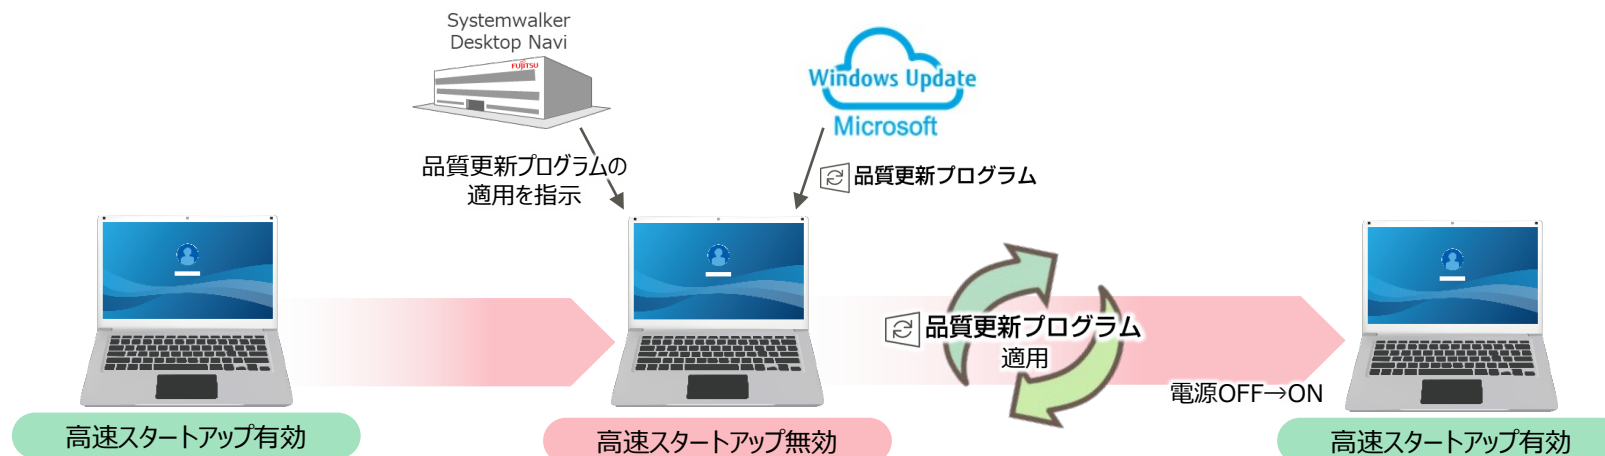 Systemwalker
Desktop Navi
FUJITSU
Windows Update
Microsoft
品質更新プログラムの
適用を指示
品質更新プログラム
品質更新プログラム
適用
電源OFF→ON
高速スタートアップ有効
高速スタートアップ無効
高速スタートアップ有効